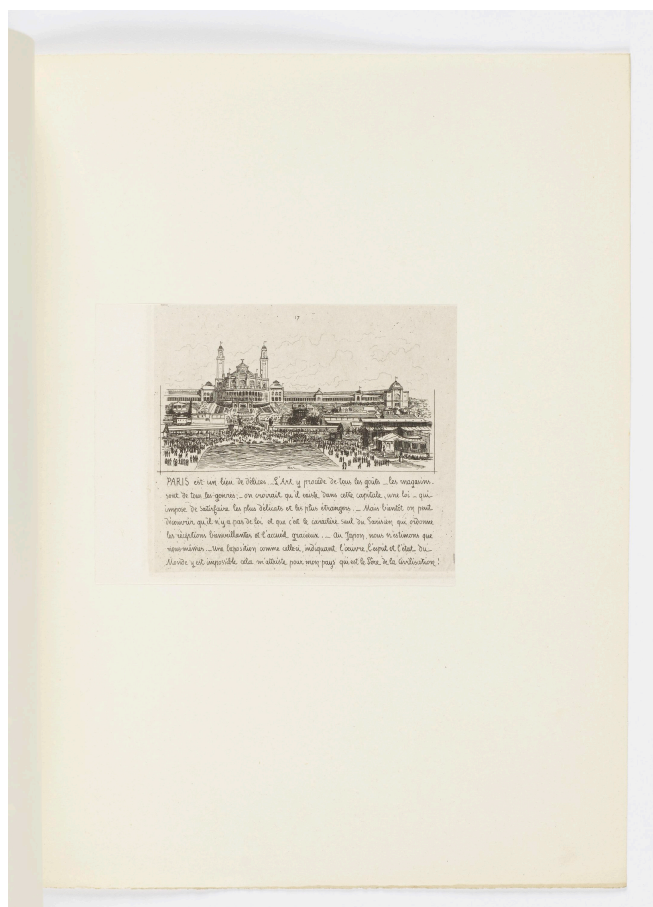 17
PARIS est un lieu de délices _ L'Art y procède de tous les goûts _ les magasins
sont de tous les genres; _ on croirait qu'il existe dans cette capitale, une loi _ qui
impose de satisfaire les plus délicats et les plus étrangers _ Mais bientôt on peut
découvrir qu'il n'y a pas de loi et que c'est le caractère seul du Parisien qui ordonne
les réceptions bienveillantes et l'accueil gracieux. _ Au Japon nous n'estimons que
nous-mêmes. _ Une Exposition comme celle-ci, indiquant l'œuvre, l'esprit et l'état du
Monde y est impossible cela m'attriste pour mon pays qui est le Père de la Civilisation!